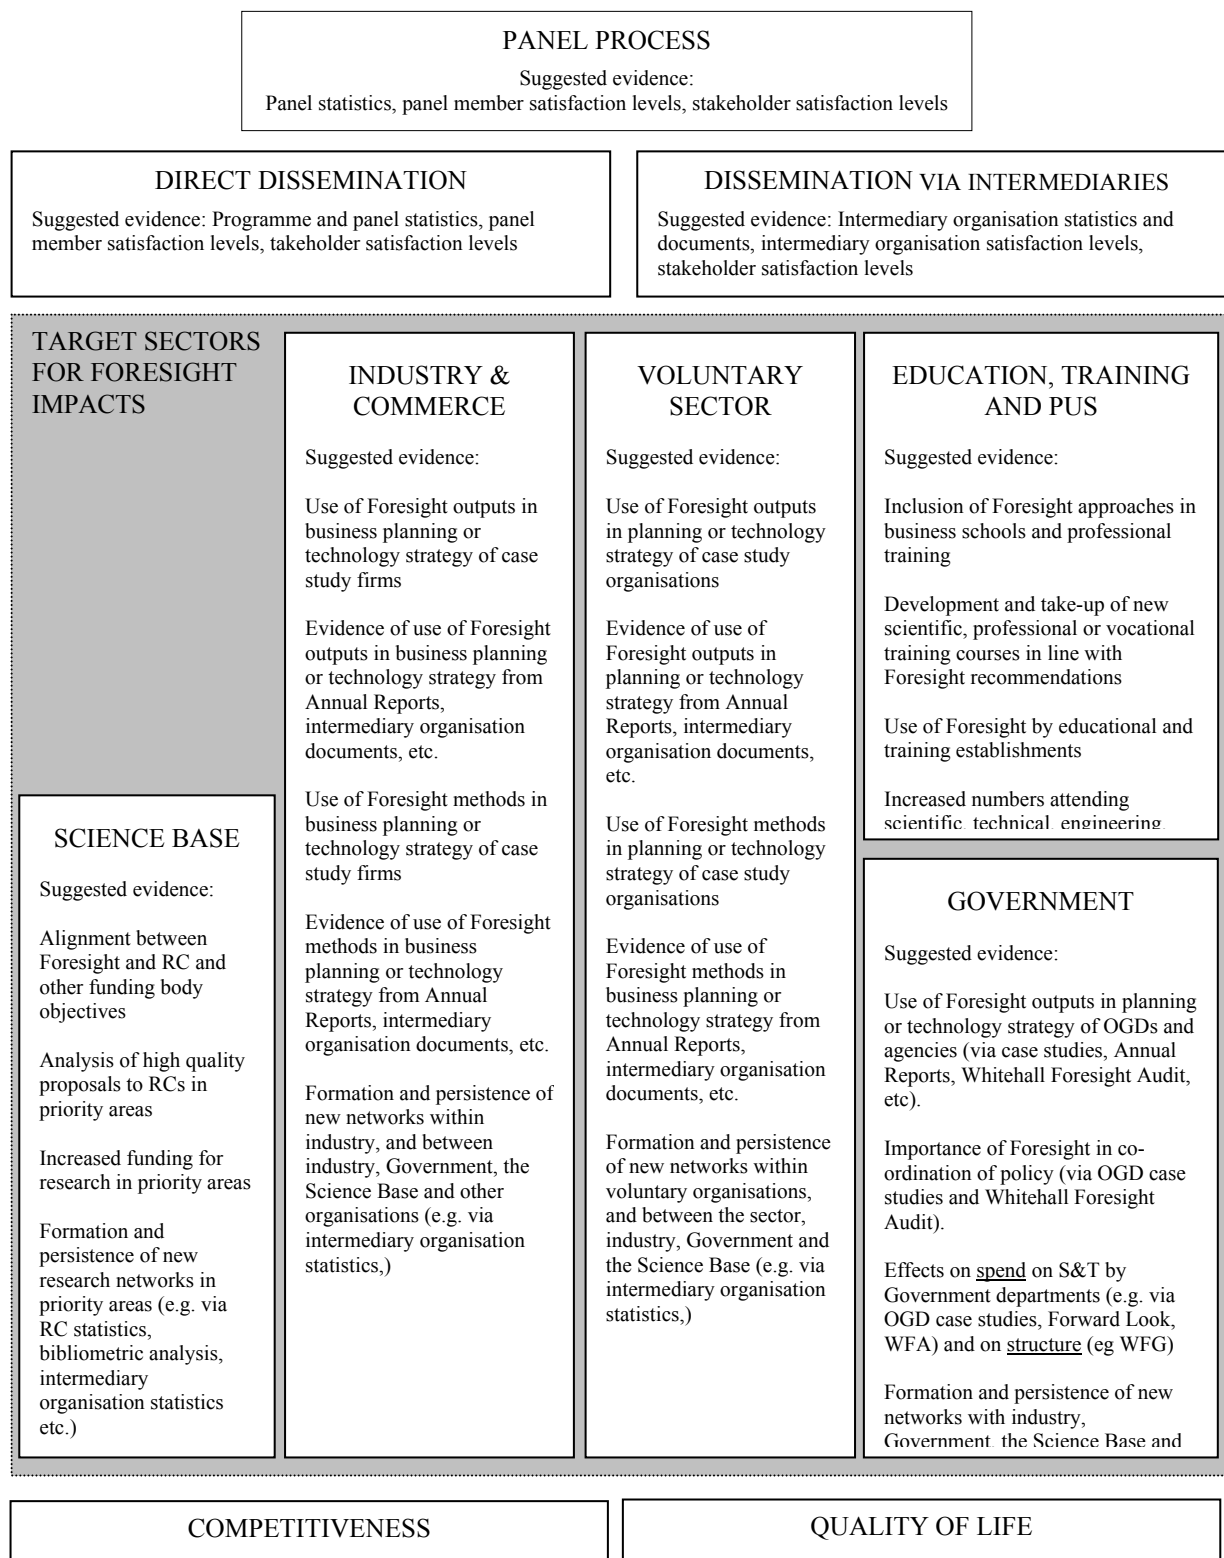 PANEL PROCESS
Suggested evidence:
Panel statistics, panel member satisfaction levels, stakeholder satisfaction levels
DIRECT DISSEMINATION
Suggested evidence: Programme and panel statistics, panel
member satisfaction levels, takeholder satisfaction levels
DISSEMINATION VIA INTERMEDIARIES
Suggested evidence: Intermediary organisation statistics and
documents, intermediary organisation satisfaction levels,
stakeholder satisfaction levels
TARGET SECTORS
FOR FORESIGHT
IMPACTS
SCIENCE BASE
Suggested evidence:
Alignment between
Foresight and RC and
other funding body
objectives
Analysis of high quality
proposals to RCs in
priority areas
Increased funding for
research in priority areas
Formation and
persistence of new
research networks in
priority areas (e.g. via
RC statistics,
bibliometric analysis,
intermediary
organisation statistics
etc.)
INDUSTRY &
COMMERCE
Suggested evidence:
Use of Foresight outputs in
business planning or
technology strategy of case
study firms
Evidence of use of Foresight
outputs in business planning
or technology strategy from
Annual Reports,
intermediary organisation
documents, etc.
Use of Foresight methods in
business planning or
technology strategy of case
study firms
Evidence of use of Foresight
methods in business
planning or technology
strategy from Annual
Reports, intermediary
organisation documents, etc.
Formation and persistence of
new networks within
industry, and between
industry, Government, the
Science Base and other
organisations (e.g. via
intermediary organisation
statistics,)
VOLUNTARY
SECTOR
Suggested evidence:
Use of Foresight outputs
in planning or technology
strategy of case study
organisations
Evidence of use of
Foresight outputs in
planning or technology
strategy from Annual
Reports, intermediary
organisation documents,
etc.
Use of Foresight methods
in planning or technology
strategy of case study
organisations
Evidence of use of
Foresight methods in
business planning or
technology strategy from
Annual Reports,
intermediary organisation
documents, etc.
Formation and persistence
of new networks within
voluntary organisations,
and between the sector,
industry, Government and
the Science Base (e.g. via
intermediary organisation
statistics,)
EDUCATION, TRAINING
AND PUS
Suggested evidence:
Inclusion of Foresight approaches in
business schools and professional
training
Development and take-up of new
scientific, professional or vocational
training courses in line with
Foresight recommendations
Use of Foresight by educational and
training establishments
Increased numbers attending
scientific, technical, engineering,
GOVERNMENT
Suggested evidence:
Use of Foresight outputs in planning
or technology strategy of OGDs and
agencies (via case studies, Annual
Reports, Whitehall Foresight Audit,
etc).
Importance of Foresight in co-
ordination of policy (via OGD case
studies and Whitehall Foresight
Audit).
Effects on spend on S&T by
Government departments (e.g. via
OGD case studies, Forward Look,
WFA) and on structure (eg WFG)
Formation and persistence of new
networks with industry,
Government, the Science Base and
COMPETITIVENESS
QUALITY OF LIFE